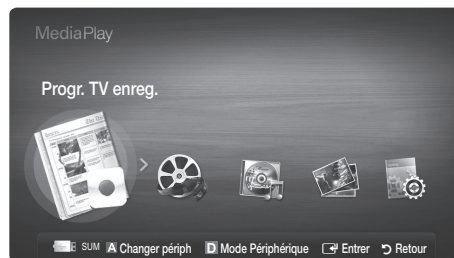 MediaPlay
Progr. TV enreg.
SUM A Changer périph D Mode Périphérique Entrer Retour